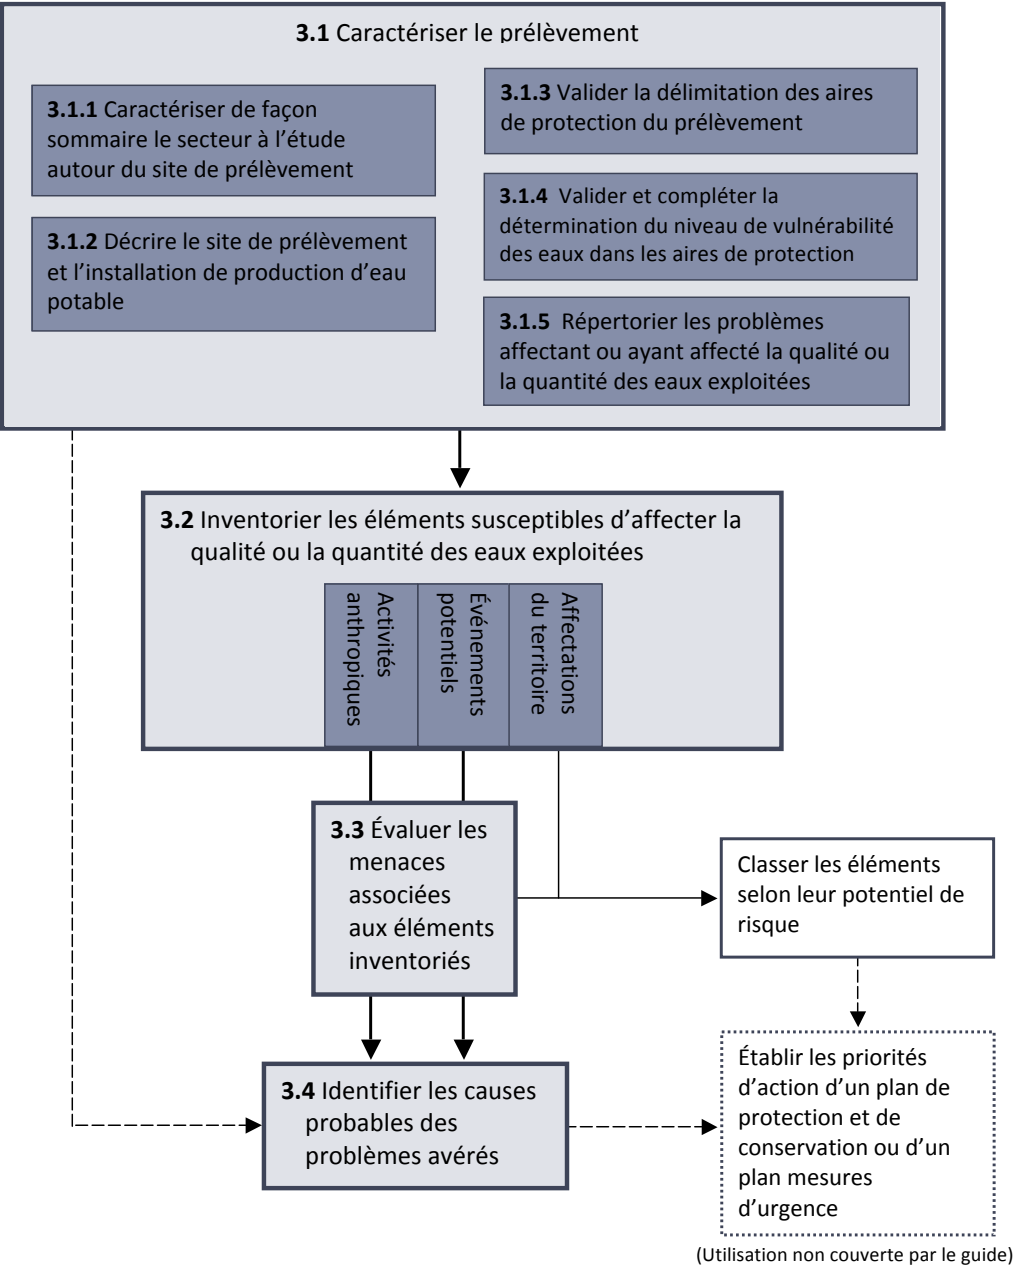 3.1 Caractériser le prélèvement
3.1.1 Caractériser de façon
sommaire le secteur à l’étude
autour du site de prélèvement
3.1.2 Décrire le site de prélèvement
et l’installation de production d’eau
potable
3.1.3 Valider la délimitation des aires
de protection du prélèvement
3.1.4 Valider et compléter la
détermination du niveau de vulnérabilité
des eaux dans les aires de protection
3.1.5 Répertorier les problèmes
affectant ou ayant affecté la qualité ou
la quantité des eaux exploitées
3.2 Inventorier les éléments susceptibles d’affecter la
qualité ou la quantité des eaux exploitées
Activités
anthropiques
Événements
potentiels
Affectations
du territoire
3.3 Évaluer les
menaces
associées
aux éléments
inventoriés
Classer les éléments
selon leur potentiel de
risque
3.4 Identifier les causes
probables des
problèmes avérés
Établir les priorités
d’action d’un plan de
protection et de
conservation ou d’un
plan mesures
d’urgence
(Utilisation non couverte par le guide)